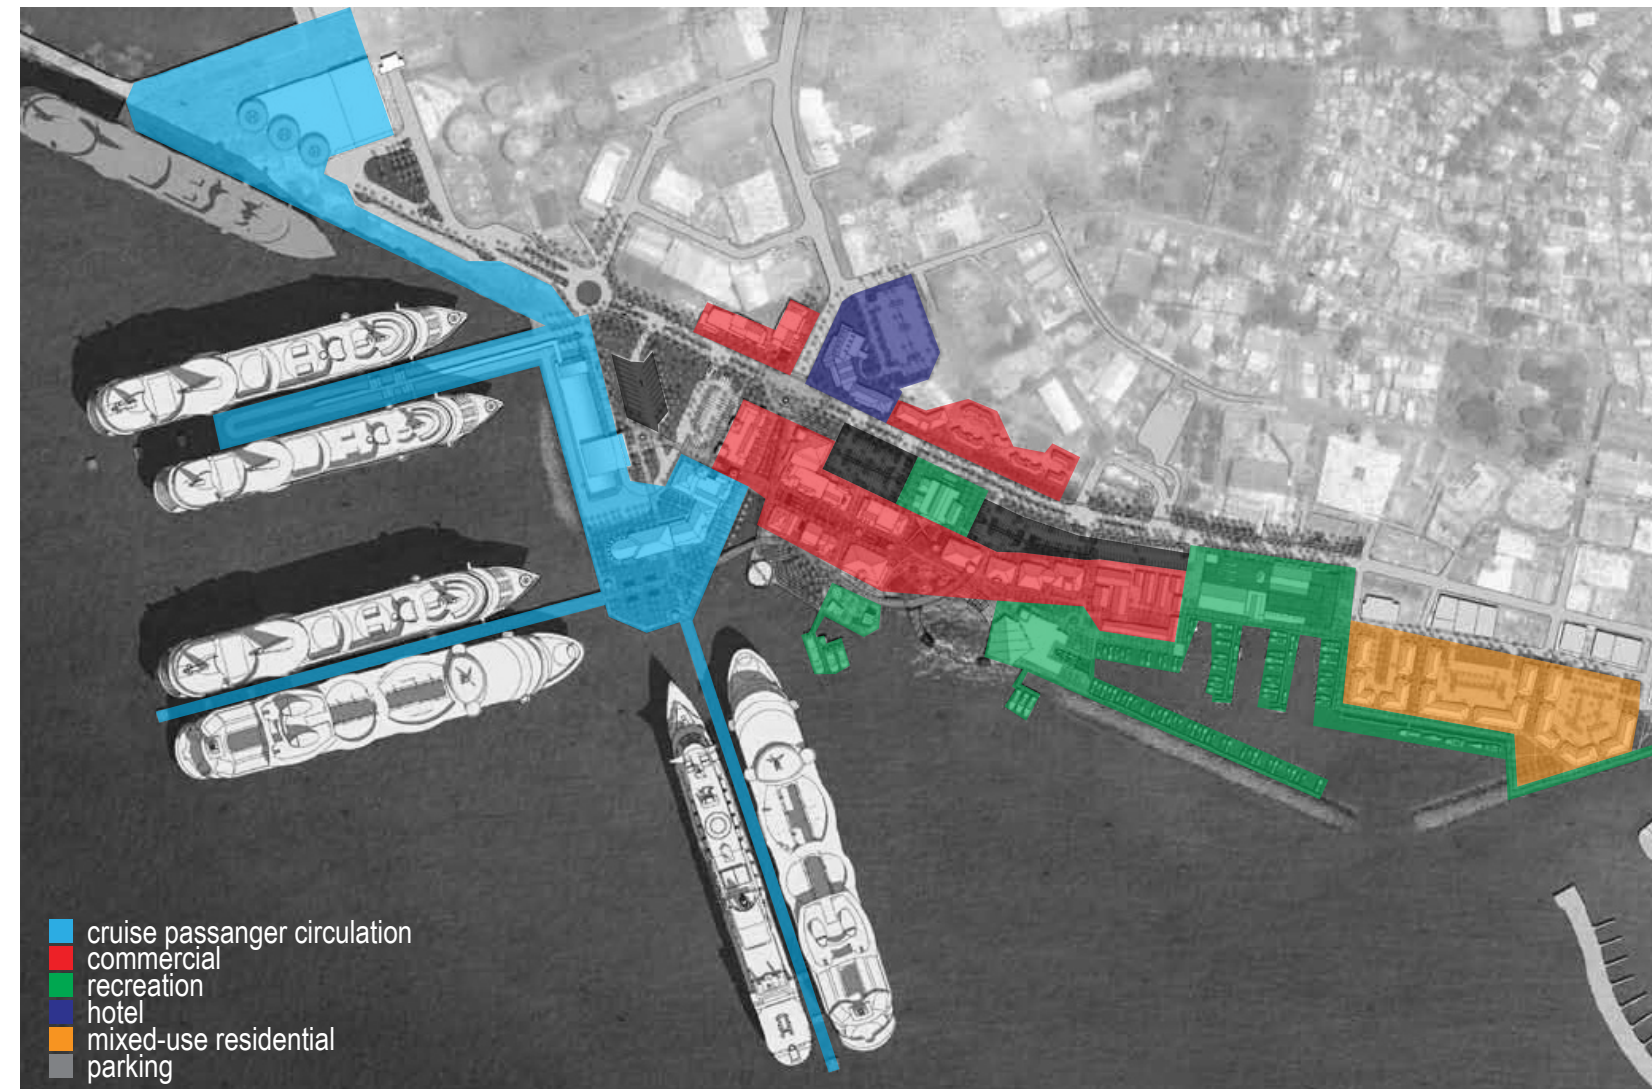 cruise passanger circulation
commercial
recreation
hotel
mixed-use residential
parking